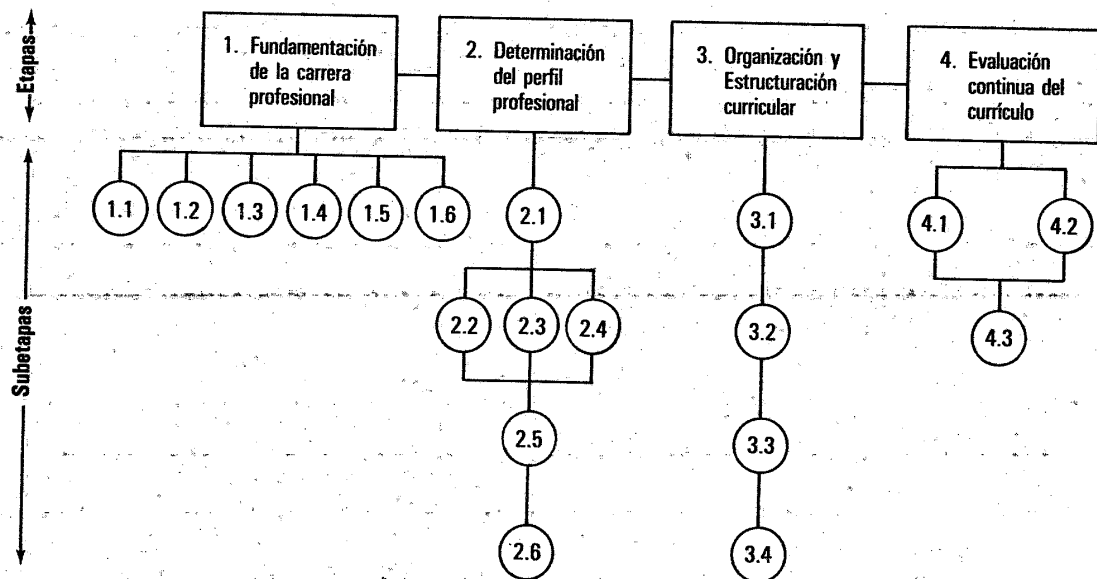 Etapas
1. Fundamentación
de la carrera
profesional
2. Determinación
del perfil
profesional
3. Organización y
Estructuración
curricular
4. Evaluación
continua del
currículo
Subetapas
1.1 1.2 1.3 1.4 1.5 1.6
2.1
3.1
4.1 4.2
2.2 2.3 2.4
3.2
4.3
2.5
3.3
2.6
3.4